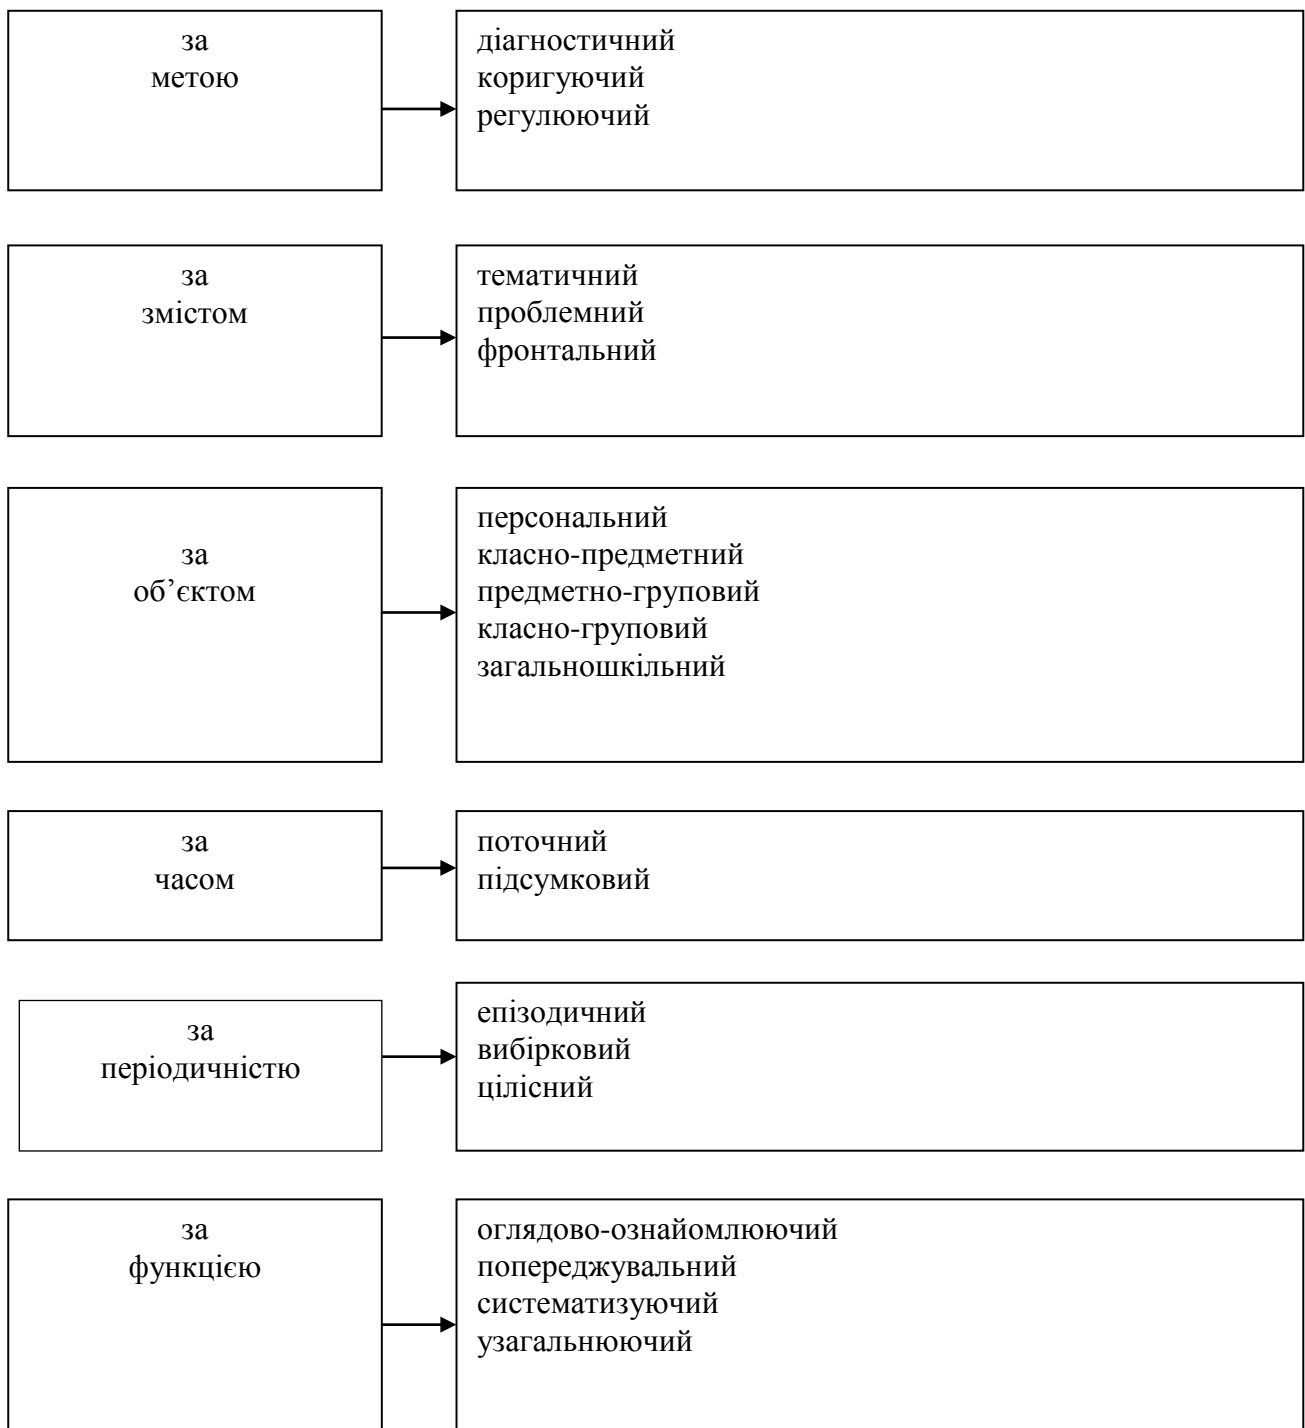 за
метою
діагностичний
коригуючий
регулюючий
за
змістом
тематичний
проблемний
фронтальний
за
об’єктом
персональний
класно-предметний
предметно-груповий
класно-груповий
загальношкільний
за
часом
поточний
підсумковий
за
періодичністю
епізодичний
вибірковий
цілісний
за
функцією
оглядово-ознайомлюючий
попереджувальний
систематизуючий
узагальнюючий